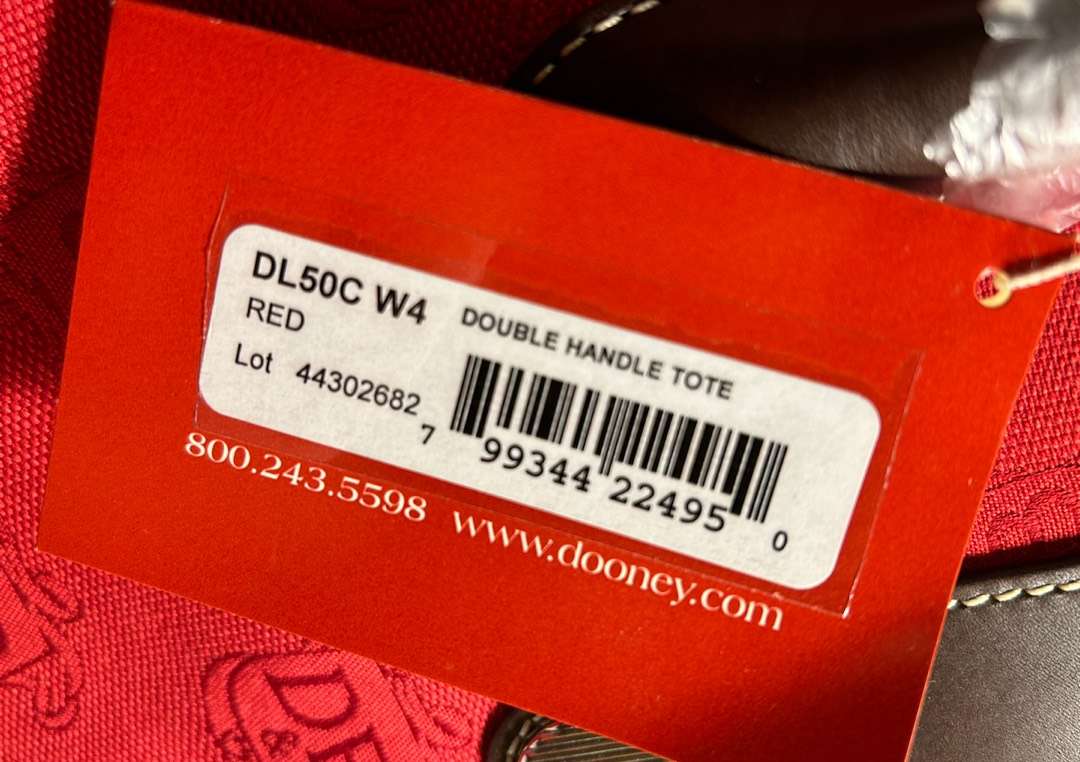 DL50C W4
RED
DOUBLE HANDLE TOTE
Lot 44302682
7 99344 22495 0
800.243.5598 www.dooney.com
D